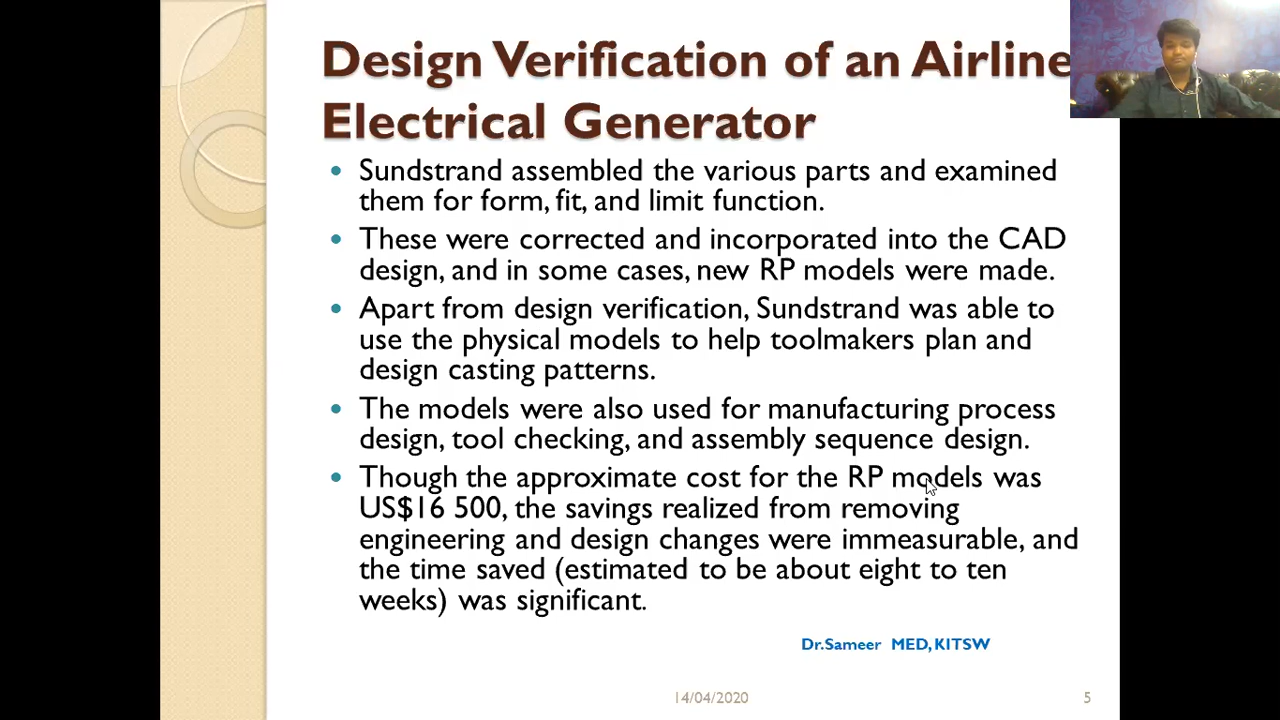 Design Verification of an Airline
Electrical Generator
• Sundstrand assembled the various parts and examined
them for form, fit, and limit function.
• These were corrected and incorporated into the CAD
design, and in some cases, new RP models were made.
• Apart from design verification, Sundstrand was able to
use the physical models to help toolmakers plan and
design casting patterns.
• The models were also used for manufacturing process
design, tool checking, and assembly sequence design.
• Though the approximate cost for the RP models was
US$16 500, the savings realized from removing
engineering and design changes were immeasurable, and
the time saved (estimated to be about eight to ten
weeks) was significant.
Dr.Sameer MED,KITSW
14/04/2020 5